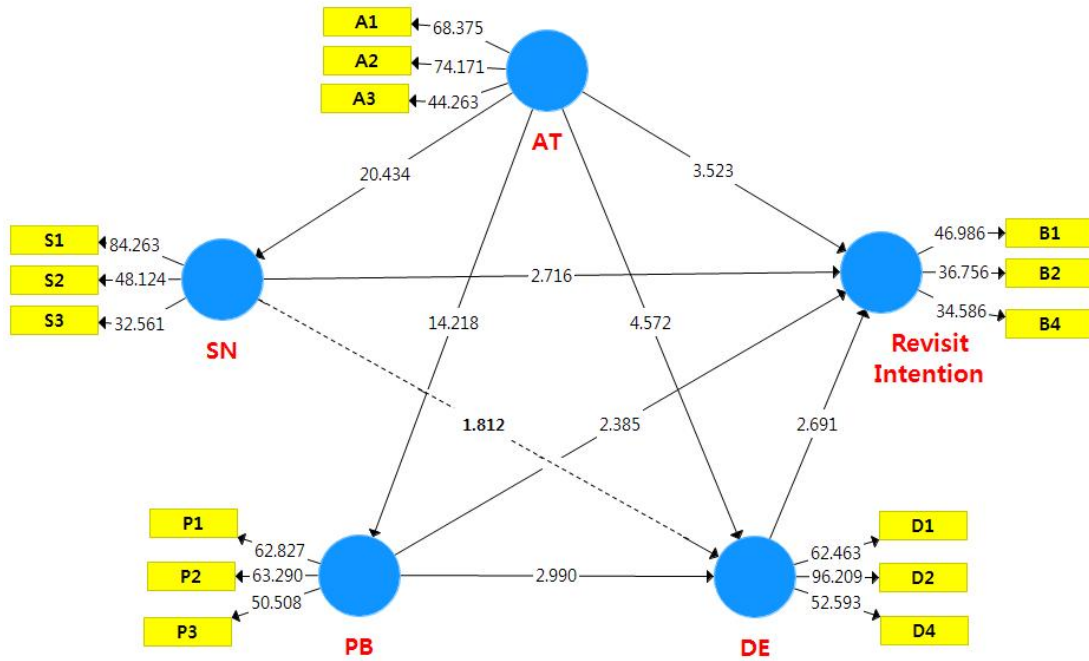 A1
68.375
A2
74.171
A3
44.263
AT
20.434
3.523
S1
84.263
S2
48.124
S3
32.561
SN
2.716
46.986
B1
36.756
B2
34.586
B4
Revisit
Intention
14.218
4.572
1.812
2.385
2.691
P1
62.827
P2
63.290
P3
50.508
PB
2.990
D1
62.463
96.209
D2
52.593
D4
DE